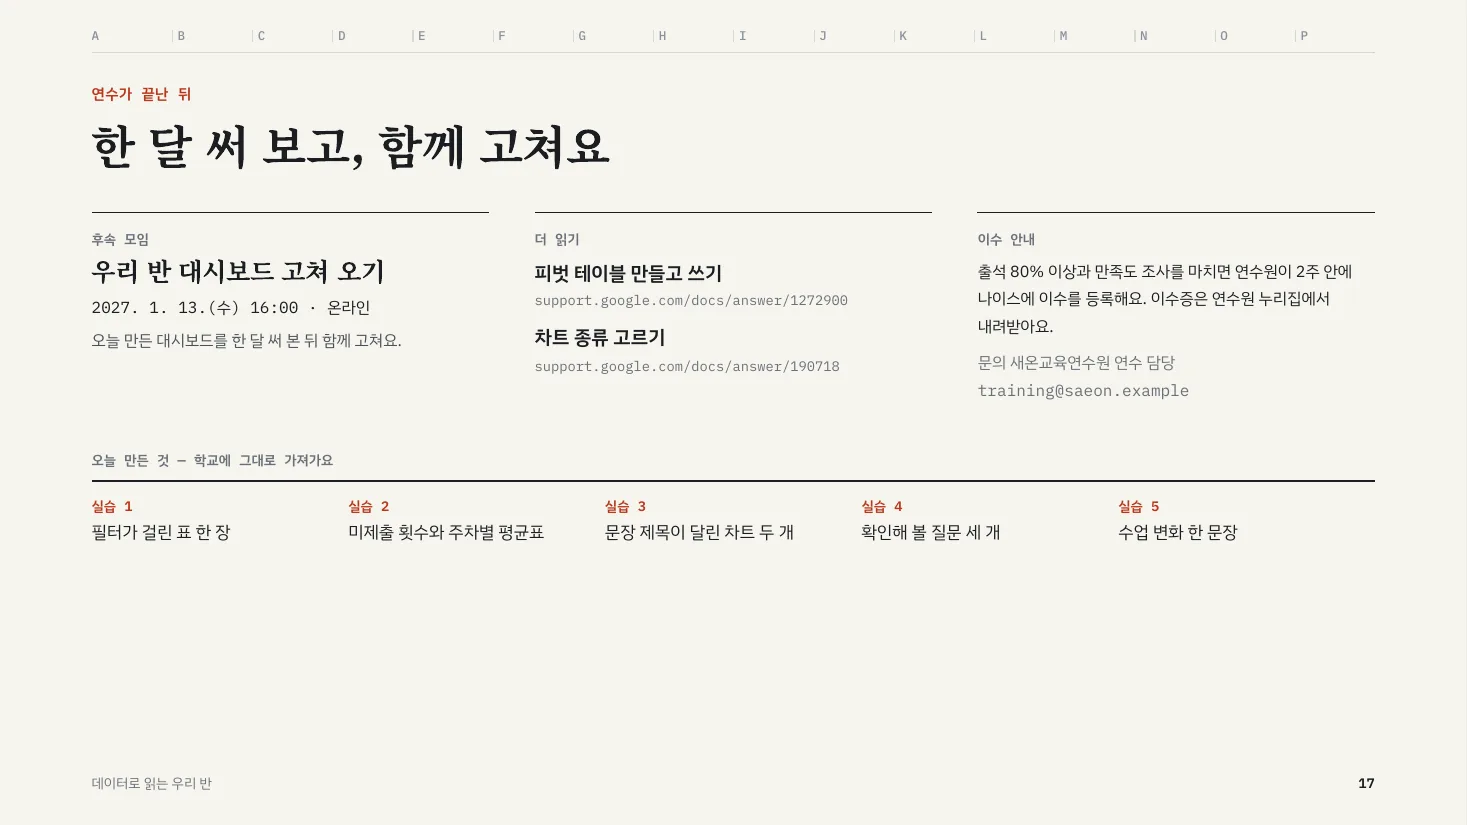 A B C D E F G H I J K L M N O P
연수가 끝난 뒤
한 달 써 보고, 함께 고쳐요
후속 모임
우리 반 대시보드 고쳐 오기
2027. 1. 13.(수) 16:00 · 온라인
오늘 만든 대시보드를 한 달 써 본 뒤 함께 고쳐요.
더 읽기
피벗 테이블 만들고 쓰기
support.google.com/docs/answer/1272900
차트 종류 고르기
support.google.com/docs/answer/190718
이수 안내
출석 80% 이상과 만족도 조사를 마치면 연수원이 2주 안에
나이스에 이수를 등록해요. 이수증은 연수원 누리집에서
내려받아요.
문의 새온교육연수원 연수 담당
training@saeon.example
오늘 만든 것 — 학교에 그대로 가져가요
실습 1
필터가 걸린 표 한 장
실습 2
미제출 횟수와 주차별 평균표
실습 3
문장 제목이 달린 차트 두 개
실습 4
확인해 볼 질문 세 개
실습 5
수업 변화 한 문장
데이터로 읽는 우리 반
17